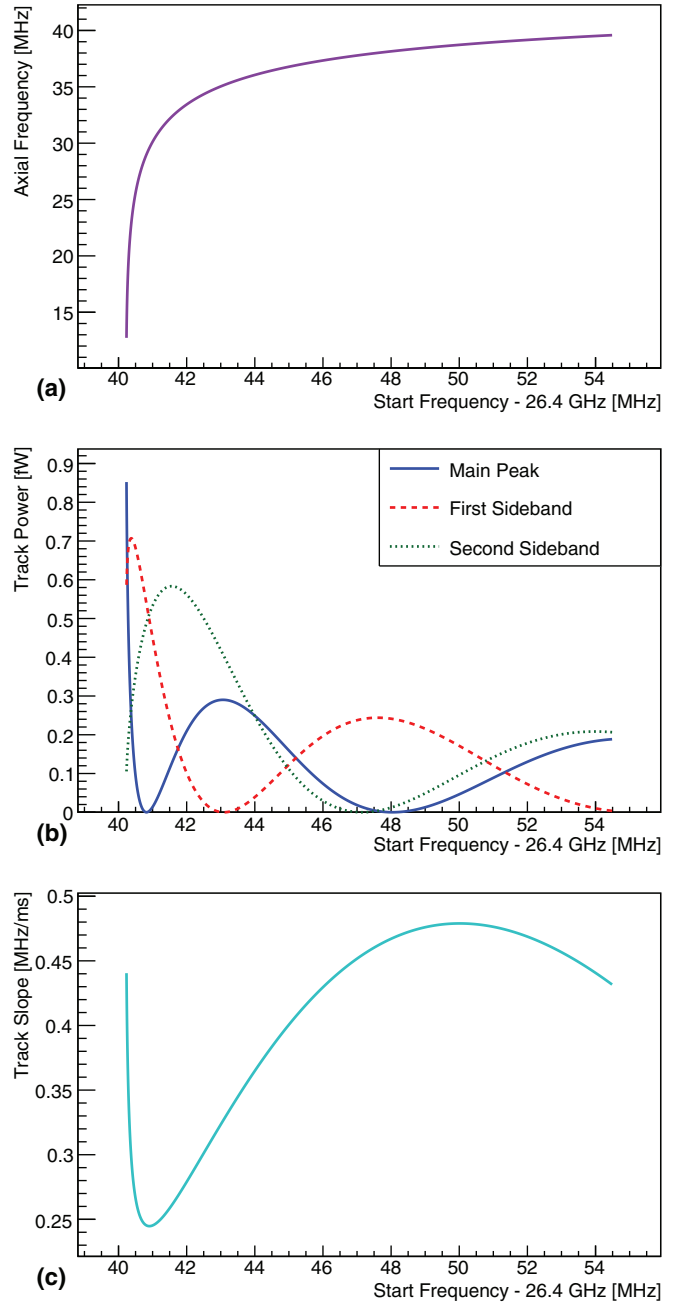 Axial Frequency [MHz]
40
35
30
25
20
15
40 42 44 46 48 50 52 54
Start Frequency - 26.4 GHz [MHz]
(a)
Track Power [fW]
0.9
0.8
0.7
0.6
0.5
0.4
0.3
0.2
0.1
0
Main Peak
First Sideband
Second Sideband
40 42 44 46 48 50 52 54
Start Frequency - 26.4 GHz [MHz]
(b)
Track Slope [MHz/ms]
0.5
0.45
0.4
0.35
0.3
0.25
40 42 44 46 48 50 52 54
Start Frequency - 26.4 GHz [MHz]
(c)